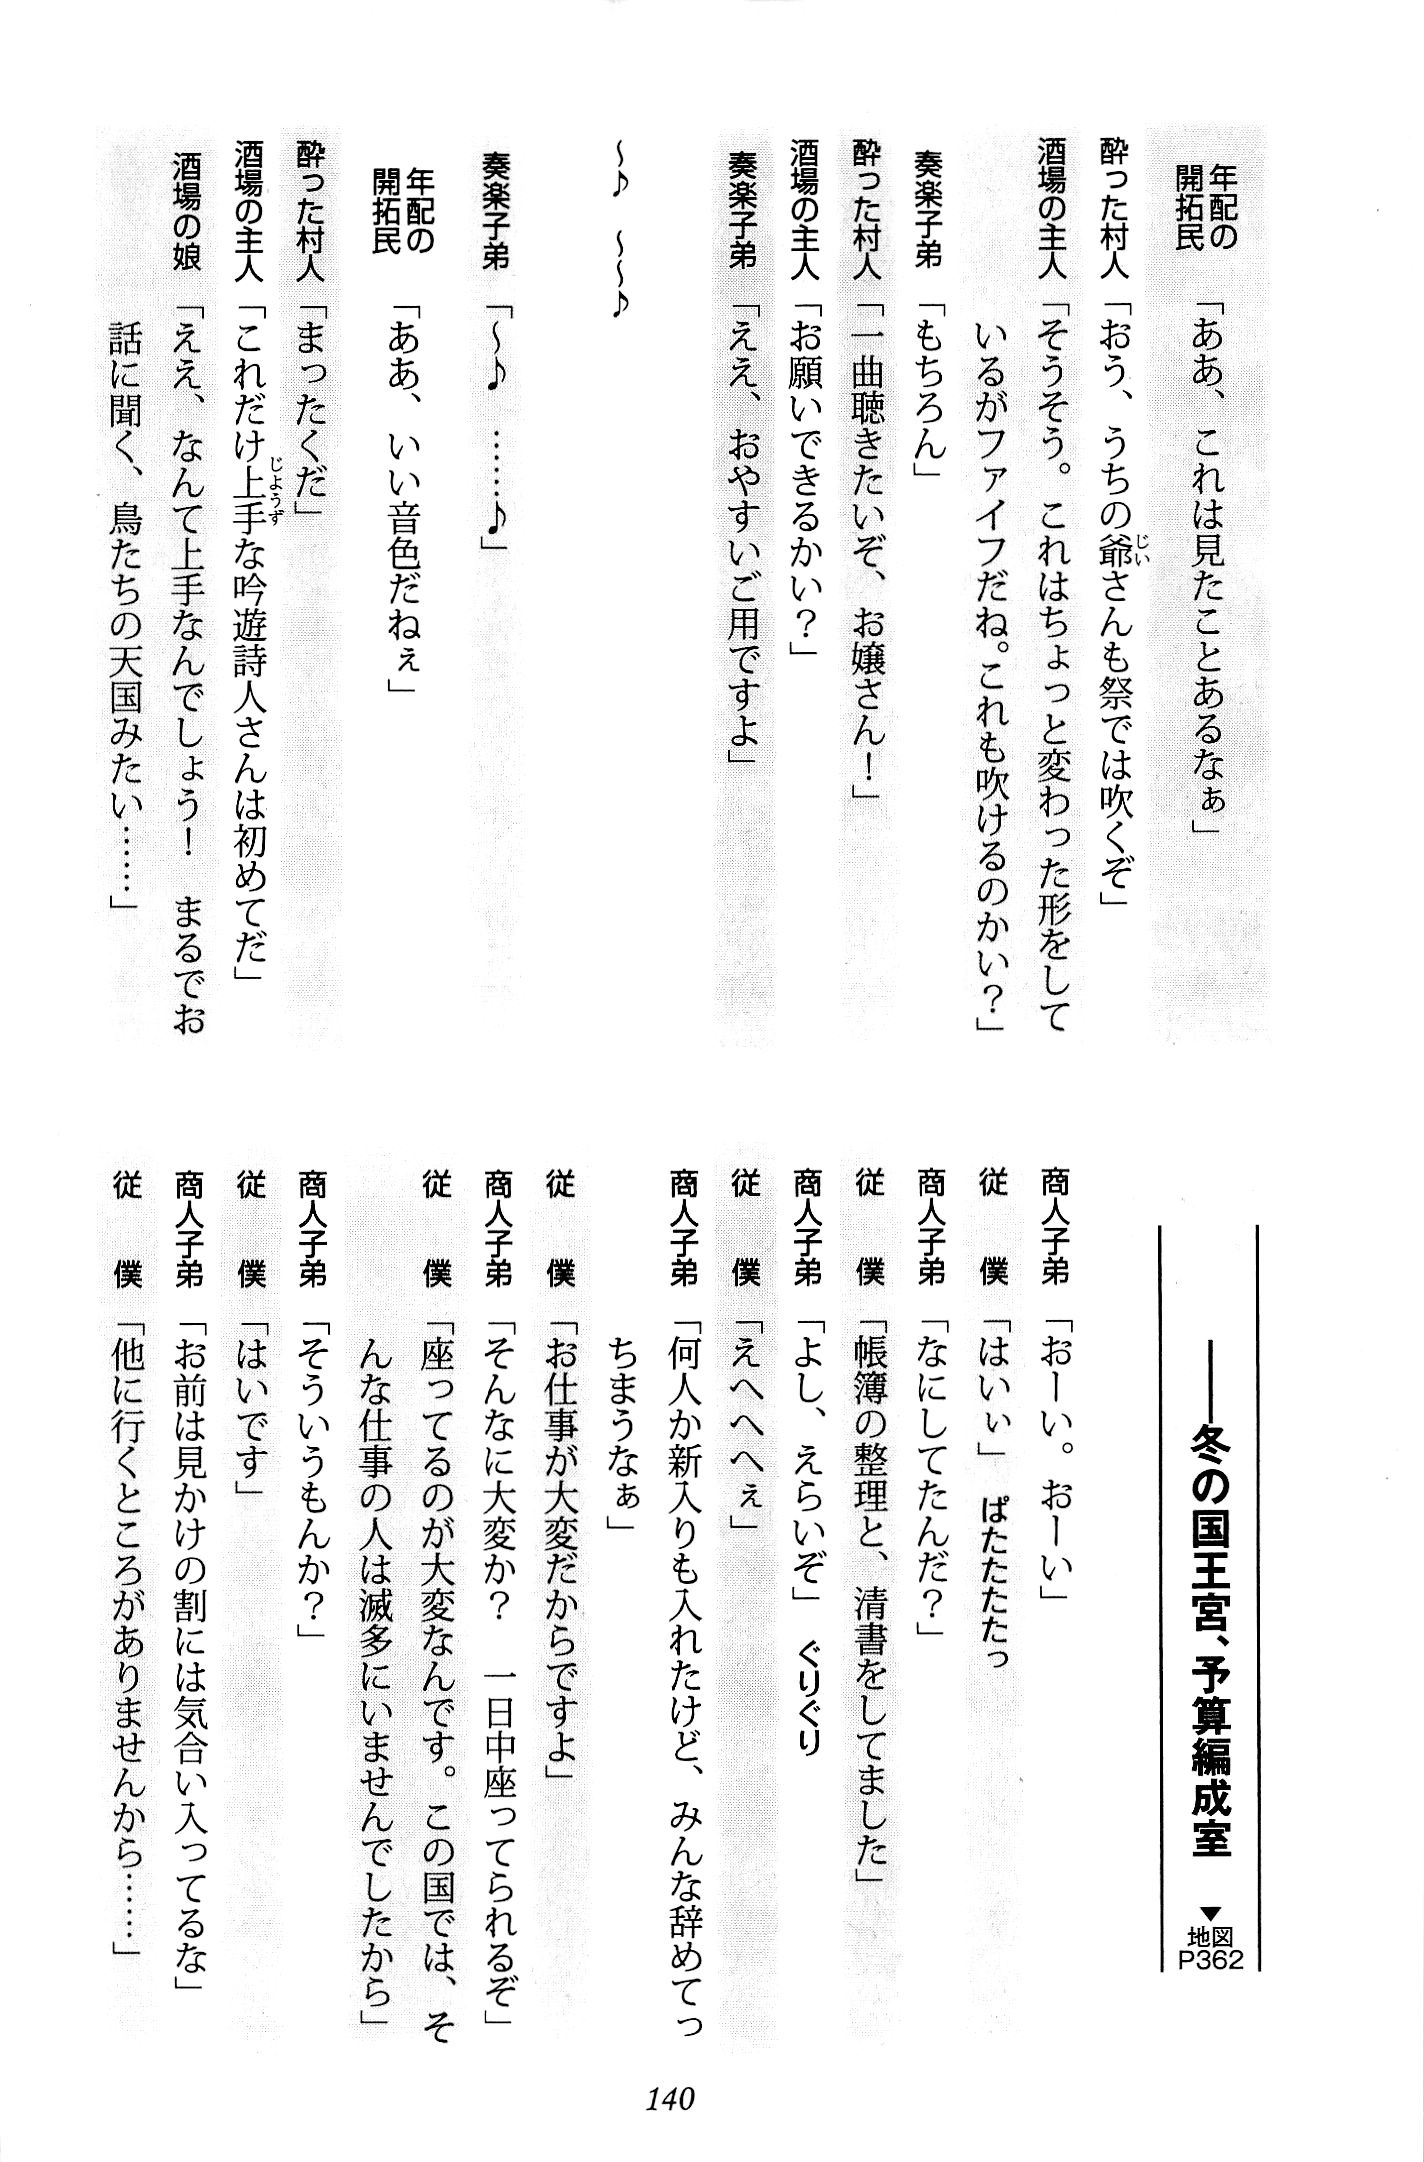 年配の開拓民「ああ、これは見たことあるなぁ」
酔った村人「おう、うちの爺さんも祭では吹くぞ」
酒場の主人「そうそう。これはちょっと変わった形をして
いるがファイフだね。これも吹けるのかい？」
奏楽子弟「もちろん」
酔った村人「一曲聴きたいぞ、お嬢さん！」
酒場の主人「お願いできるかい？」
奏楽子弟「ええ、おやすいご用ですよ」
〜♪　〜〜♪
奏楽子弟「〜♪　……♪」
年配の開拓民「ああ、いい音色だねぇ」
酔った村人「まったくだ」
酒場の主人「これだけ上手な吟遊詩人さんは初めてだ」
酒場の娘「ええ、なんて上手なんでしょう！　まるでお
話に聞く、鳥たちの天国みたい……」
――冬の国王宮、予算編成室　▼地図P362
商人子弟「おーい。おーい」
従　僕「はいぃ」　ぱたたたたっ
商人子弟「なにしてたんだ？」
従　僕「帳簿の整理と、清書をしてました」
商人子弟「よし、えらいぞ」　ぐりぐり
従　僕「えへへへぇ」
商人子弟「何人か新入りも入れたけど、みんな辞めてっ
ちまうなぁ」
従　僕「お仕事が大変だからですよ」
商人子弟「そんなに大変か？　一日中座ってられるぞ」
従　僕「座ってるのが大変なんです。この国では、そ
んな仕事の人は滅多にいませんでしたから」
商人子弟「そういうもんか？」
従　僕「はいです」
商人子弟「お前は見かけの割には気合い入ってるな」
従　僕「他に行くところがありませんから……」
140